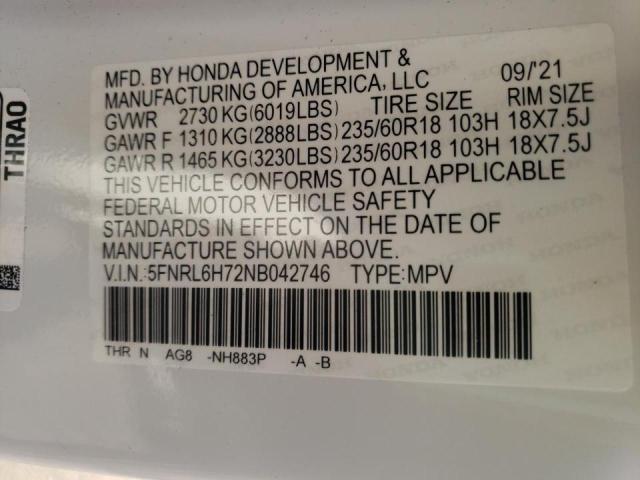 MFD. BY HONDA DEVELOPMENT &
MANUFACTURING OF AMERICA, LLC 09/'21
GVWR 2730 KG(6019LBS) TIRE SIZE RIM SIZE
GAWR F 1310 KG(2888LBS) 235/60R18 103H 18X7.5J
GAWR R 1465 KG(3230LBS) 235/60R18 103H 18X7.5J
THIS VEHICLE CONFORMS TO ALL APPLICABLE
FEDERAL MOTOR VEHICLE SAFETY
STANDARDS IN EFFECT ON THE DATE OF
MANUFACTURE SHOWN ABOVE.
V.I.N.:5FNRL6H72NB042746 TYPE:MPV
THR N AG8 -NH883P -A -B
THRAO